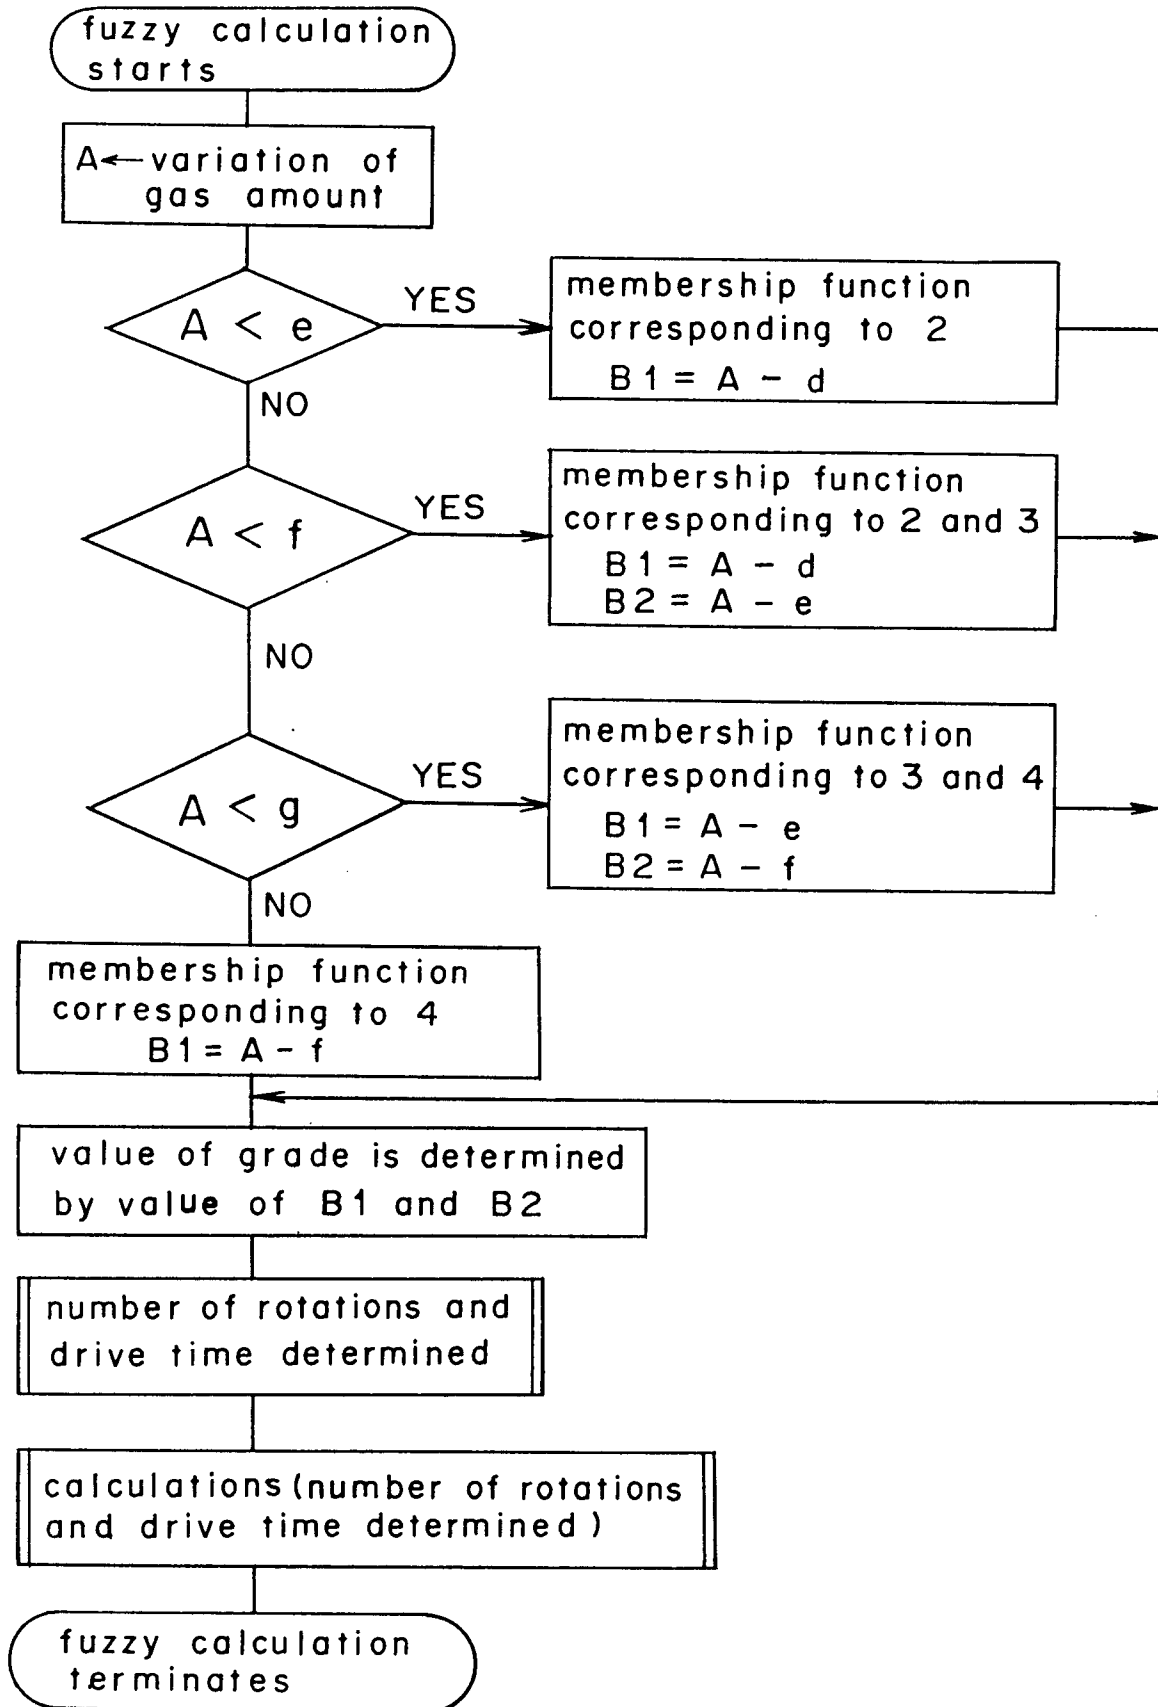 fuzzy calculation
starts
A←variation of
gas amount
A < e
YES
membership function
corresponding to 2
B1 = A - d
NO
A < f
YES
membership function
corresponding to 2 and 3
B1 = A - d
B2 = A - e
NO
A < g
YES
membership function
corresponding to 3 and 4
B1 = A - e
B2 = A - f
NO
membership function
corresponding to 4
B1 = A - f
value of grade is determined
by value of B1 and B2
number of rotations and
drive time determined
calculations (number of rotations
and drive time determined)
fuzzy calculation
terminates